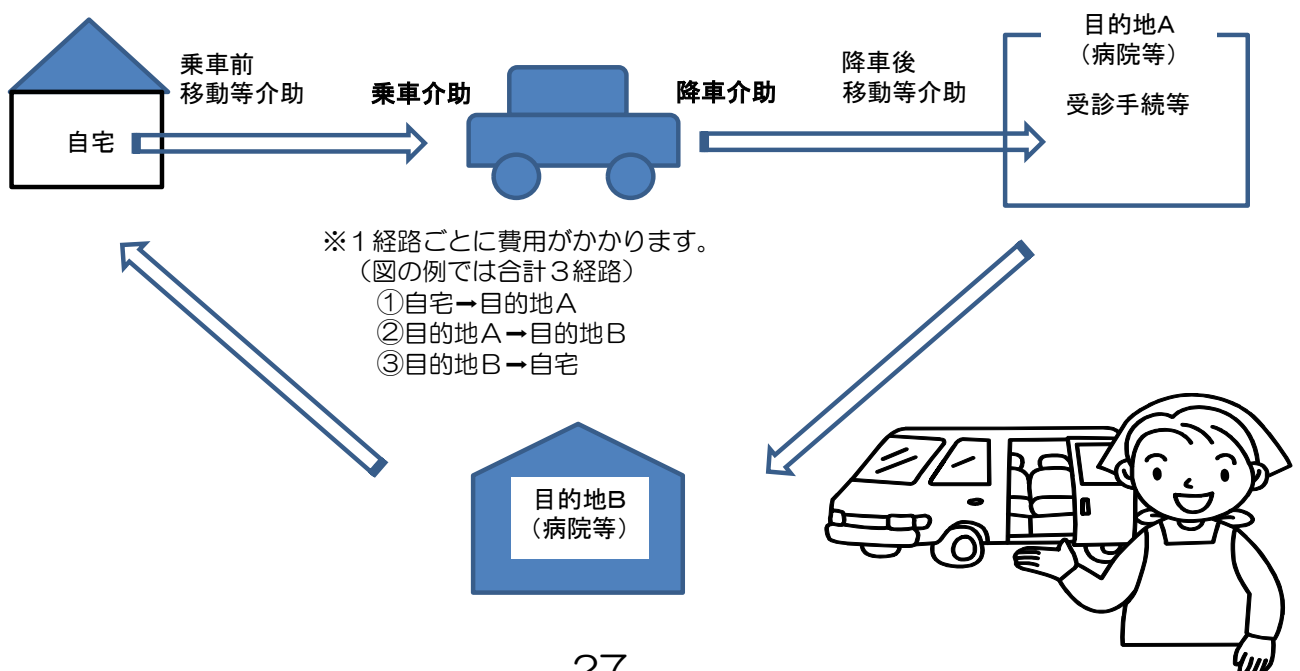 目的地A
（病院等）
受診手続等
乗車前
移動等介助
乗車介助
降車介助
降車後
移動等介助
自宅
※１経路ごとに費用がかかります。
（図の例では合計３経路）
①自宅➡目的地Ａ
②目的地Ａ➡目的地Ｂ
③目的地Ｂ➡自宅
目的地B
（病院等）
27